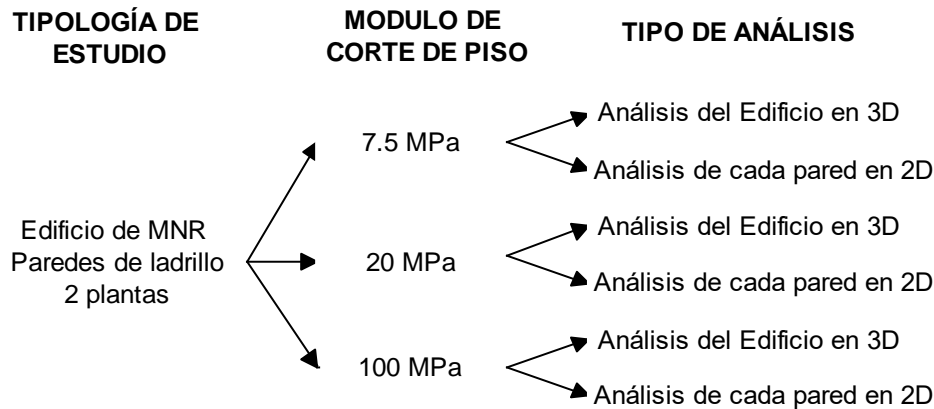 TIPOLOGÍA DE
ESTUDIO
MODULO DE
CORTE DE PISO
TIPO DE ANÁLISIS
Edificio de MNR
Paredes de ladrillo
2 plantas
7.5 MPa
Análisis del Edificio en 3D
Análisis de cada pared en 2D
20 MPa
Análisis del Edificio en 3D
Análisis de cada pared en 2D
100 MPa
Análisis del Edificio en 3D
Análisis de cada pared en 2D